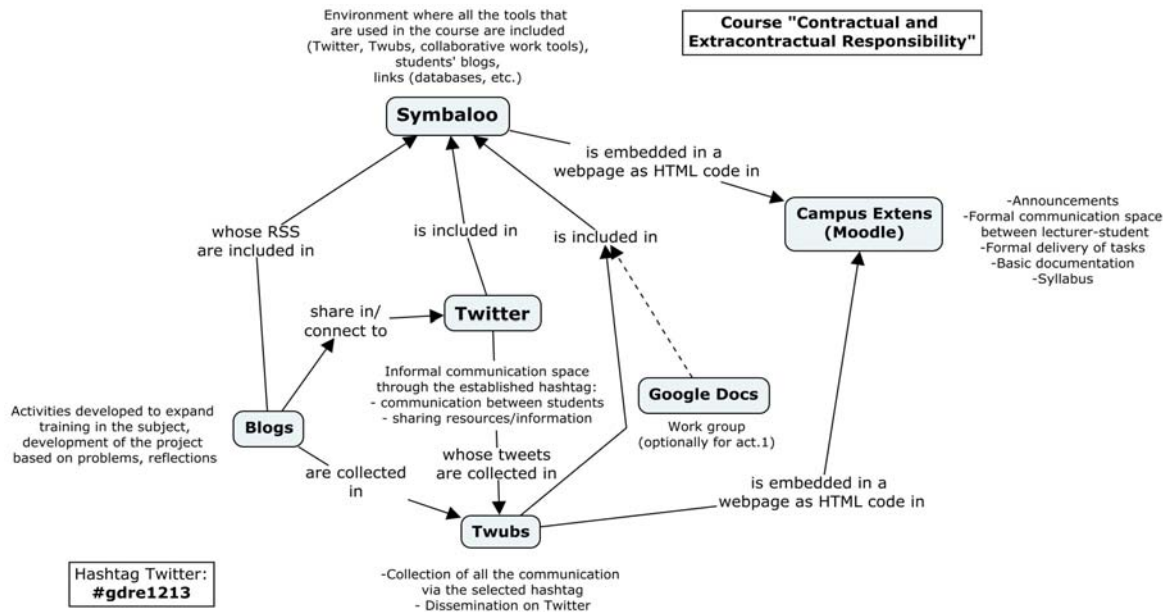 Environment where all the tools that
are used in the course are included
(Twitter, Twubs, collaborative work tools),
students' blogs,
links (databases, etc.)
Course "Contractual and
Extracontractual Responsibility"
Symbaloo
is embedded in a
webpage as HTML code in
Campus Extens
(Moodle)
-Announcements
-Formal communication space
between lecturer-student
-Formal delivery of tasks
-Basic documentation
-Syllabus
whose RSS
are included in
is included in
is included in
share in/
connect to
Twitter
Informal communication space
through the established hashtag:
- communication between students
- sharing resources/information
Google Docs
Work group
(optionally for act.1)
Activities developed to expand
training in the subject,
development of the project
based on problems, reflections
Blogs
are collected
in
whose tweets
are collected in
is embedded in a
webpage as HTML code in
Twubs
-Collection of all the communication
via the selected hashtag
- Dissemination on Twitter
Hashtag Twitter:
#gdre1213